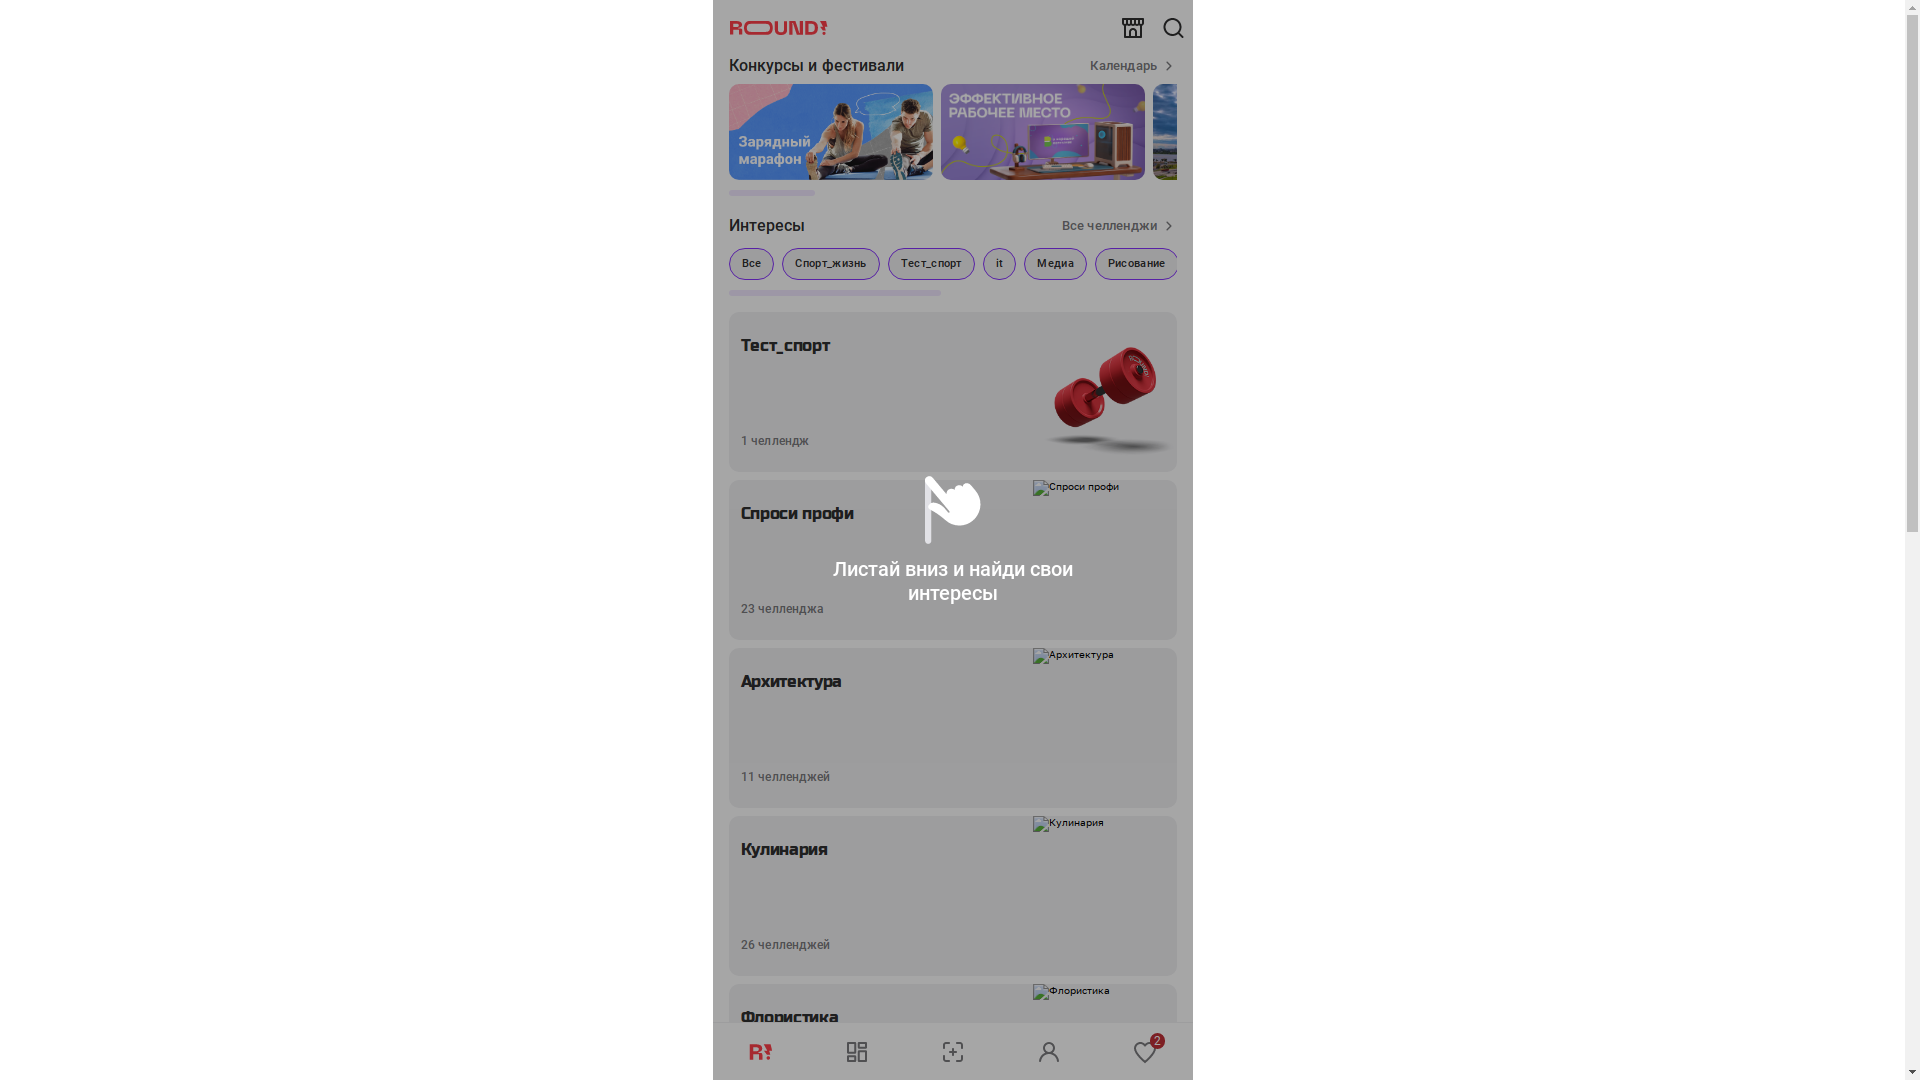 ROUND!
Конкурсы и фестивали
Календарь
Зарядный
марафон
ЭФФЕКТИВНОЕ
РАБОЧЕЕ МЕСТО
Интересы
Все челленджи
Все
Спорт_жизнь
Тест_спорт
it
Медиа
Рисование
Тест_спорт
1 челлендж
Спроси профи
Спроси профи
Листай вниз и найди свои
интересы
23 челленджа
Архитектура
Архитектура
11 челленджей
Кулинария
Кулинария
26 челленджей
Флористика
Флористика
R!
2